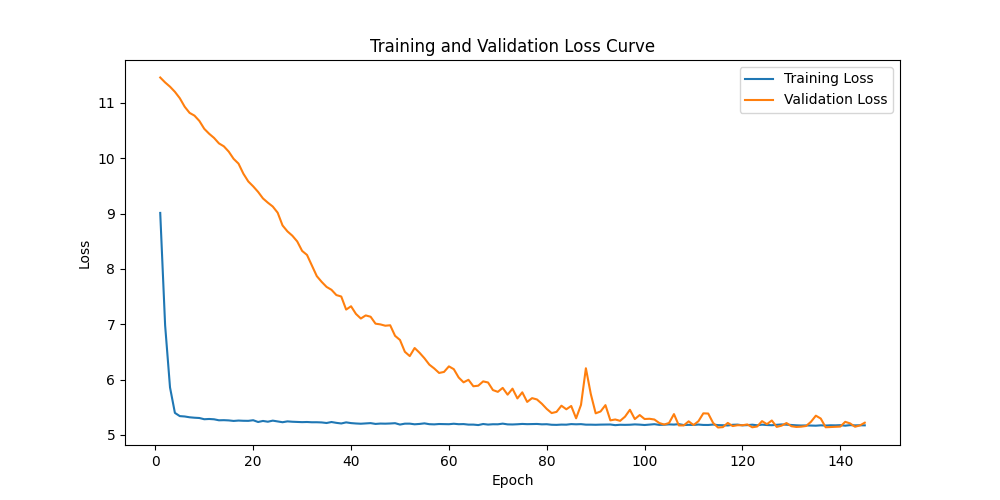 Training and Validation Loss Curve
Training Loss
Validation Loss
Loss
11
10
9
8
7
6
5
0 20 40 60 80 100 120 140
Epoch